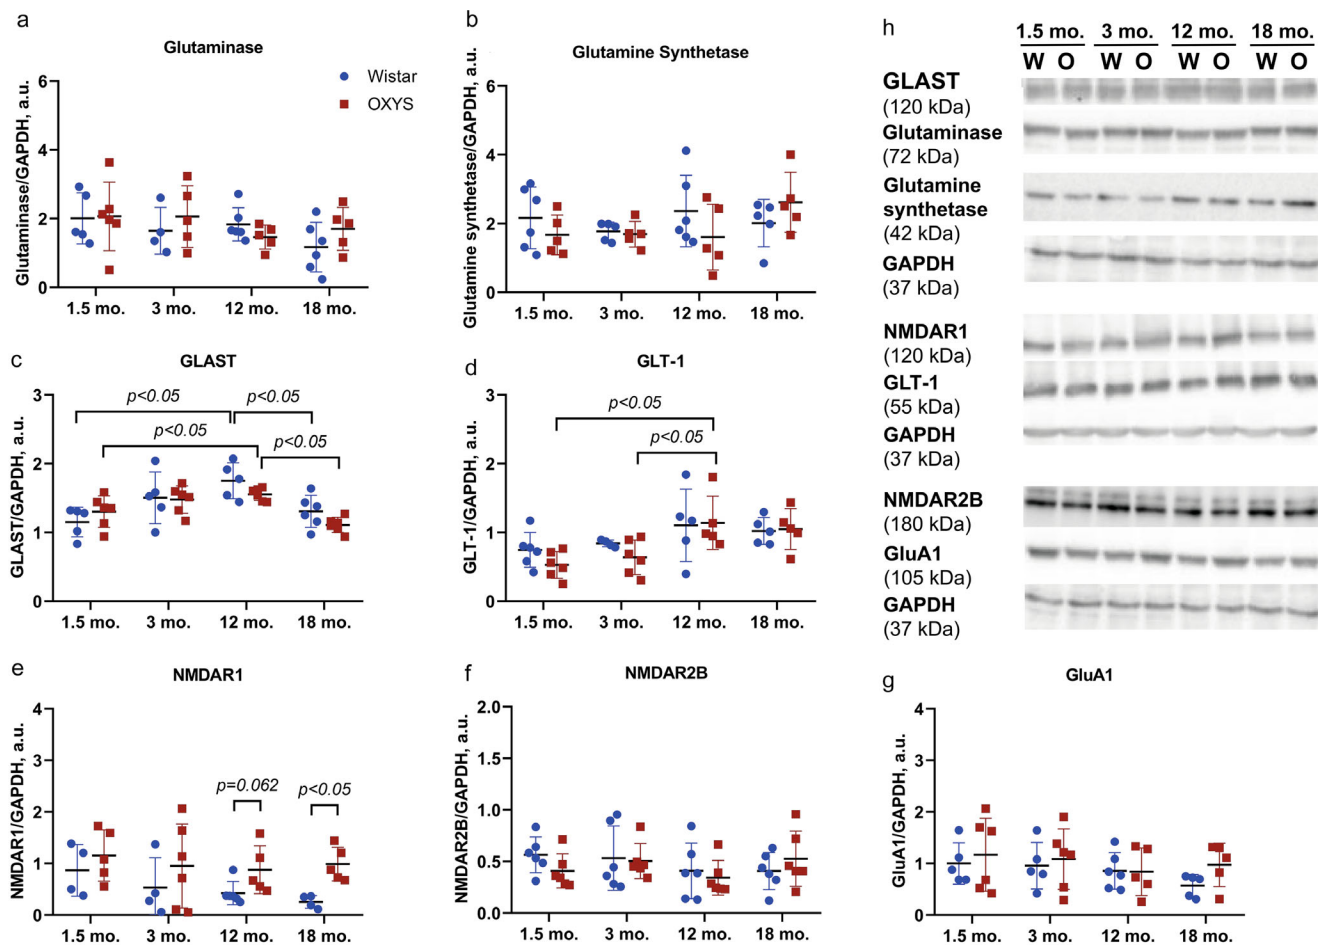 a
Glutaminase
Glutaminase/GAPDH, a.u.
6
4
2
0
1.5 mo.
3 mo.
12 mo.
18 mo.
Wistar
OXYS
b
Glutamine Synthetase
Glutamine synthetase/GAPDH, a.u.
6
4
2
0
1.5 mo.
3 mo.
12 mo.
18 mo.
c
GLAST
GLAST/GAPDH, a.u.
3
2
1
0
p<0.05
p<0.05
p<0.05
p<0.05
1.5 mo.
3 mo.
12 mo.
18 mo.
d
GLT-1
GLT-1/GAPDH, a.u.
3
2
1
0
p<0.05
p<0.05
1.5 mo.
3 mo.
12 mo.
18 mo.
e
NMDAR1
NMDAR1/GAPDH, a.u.
4
3
2
1
0
p=0.062
p<0.05
1.5 mo.
3 mo.
12 mo.
18 mo.
f
NMDAR2B
NMDAR2B/GAPDH, a.u.
2.0
1.5
1.0
0.5
0.0
1.5 mo.
3 mo.
12 mo.
18 mo.
g
GluA1
GluA1/GAPDH, a.u.
4
3
2
1
0
1.5 mo.
3 mo.
12 mo.
18 mo.
h
1.5 mo. 3 mo. 12 mo. 18 mo.
W O W O W O W O
GLAST
(120 kDa)
Glutaminase
(72 kDa)
Glutamine
synthetase
(42 kDa)
GAPDH
(37 kDa)
NMDAR1
(120 kDa)
GLT-1
(55 kDa)
GAPDH
(37 kDa)
NMDAR2B
(180 kDa)
GluA1
(105 kDa)
GAPDH
(37 kDa)